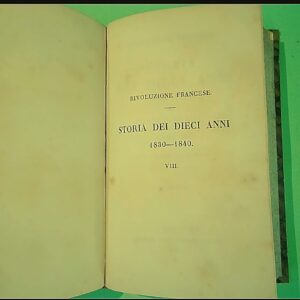 RIVOLUZIONE FRANCESE
STORIA DEI DIECI ANNI
1830—1840.
VIII.